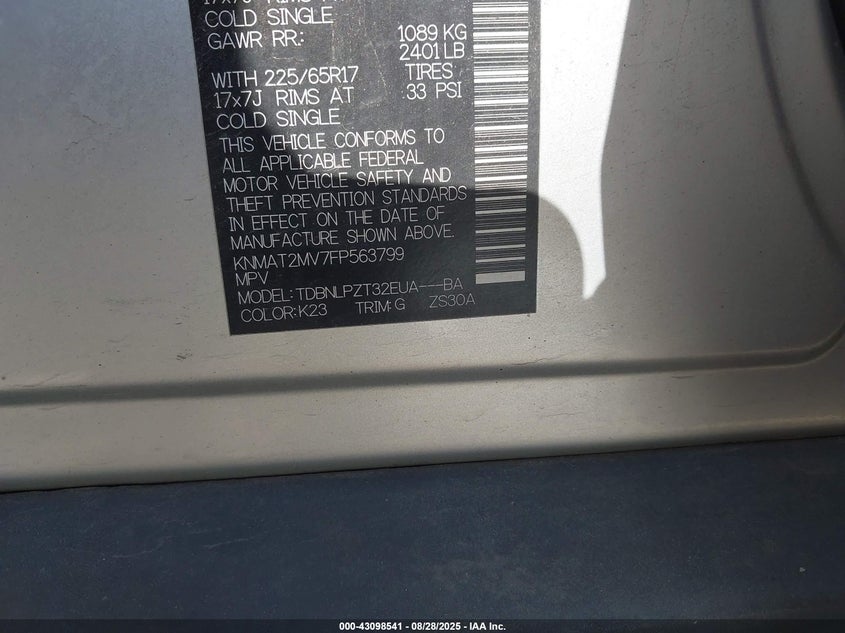 COLD SINGLE
GAWR RR: 1089 KG
2401 LB
WITH 225/65R17 TIRES
17x7J RIMS AT 33 PSI
COLD SINGLE
THIS VEHICLE CONFORMS TO
ALL APPLICABLE FEDERAL
MOTOR VEHICLE SAFETY AND
THEFT PREVENTION STANDARDS
IN EFFECT ON THE DATE OF
MANUFACTURE SHOWN ABOVE.
KNMAT2MV7FP563799
MPV
MODEL: TDBNLPZT32EUA---BA
COLOR: K23 TRIM: G ZS30A
000-43098541 | 08/28/2025 - IAA Inc.